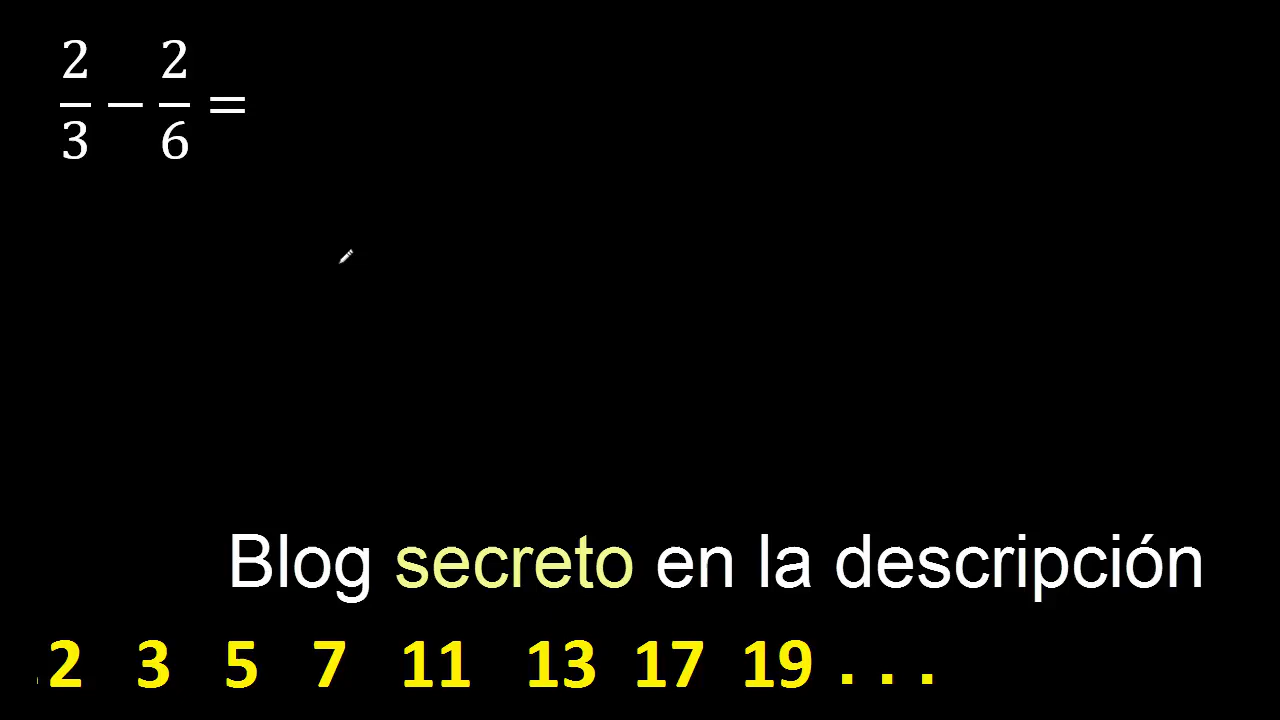 2/3 − 2/6 =
Blog secreto en la descripción
2 3 5 7 11 13 17 19 . . .